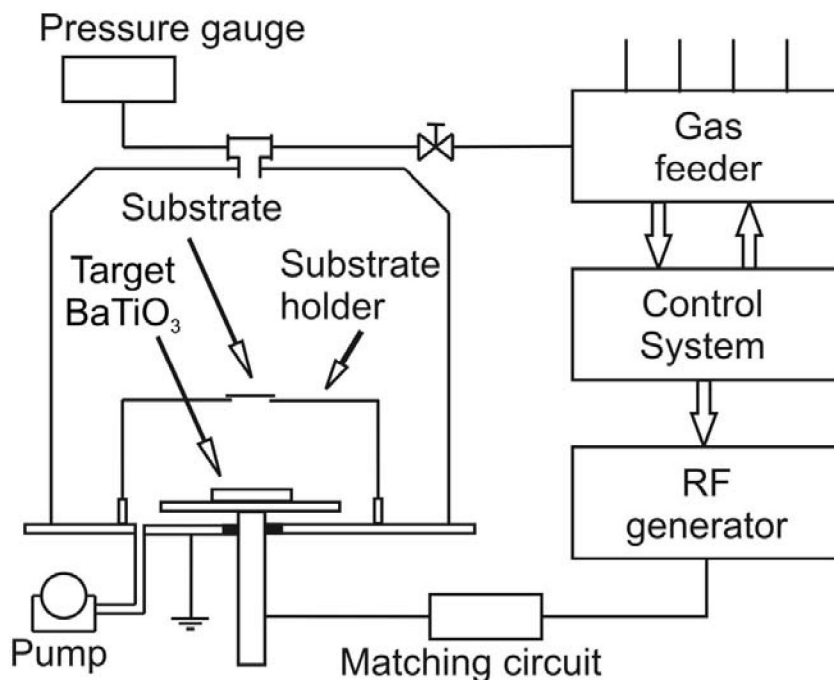 Pressure gauge
Gas
feeder
Substrate
Target
BaTiO₃
Substrate
holder
Control
System
RF
generator
Pump
Matching circuit